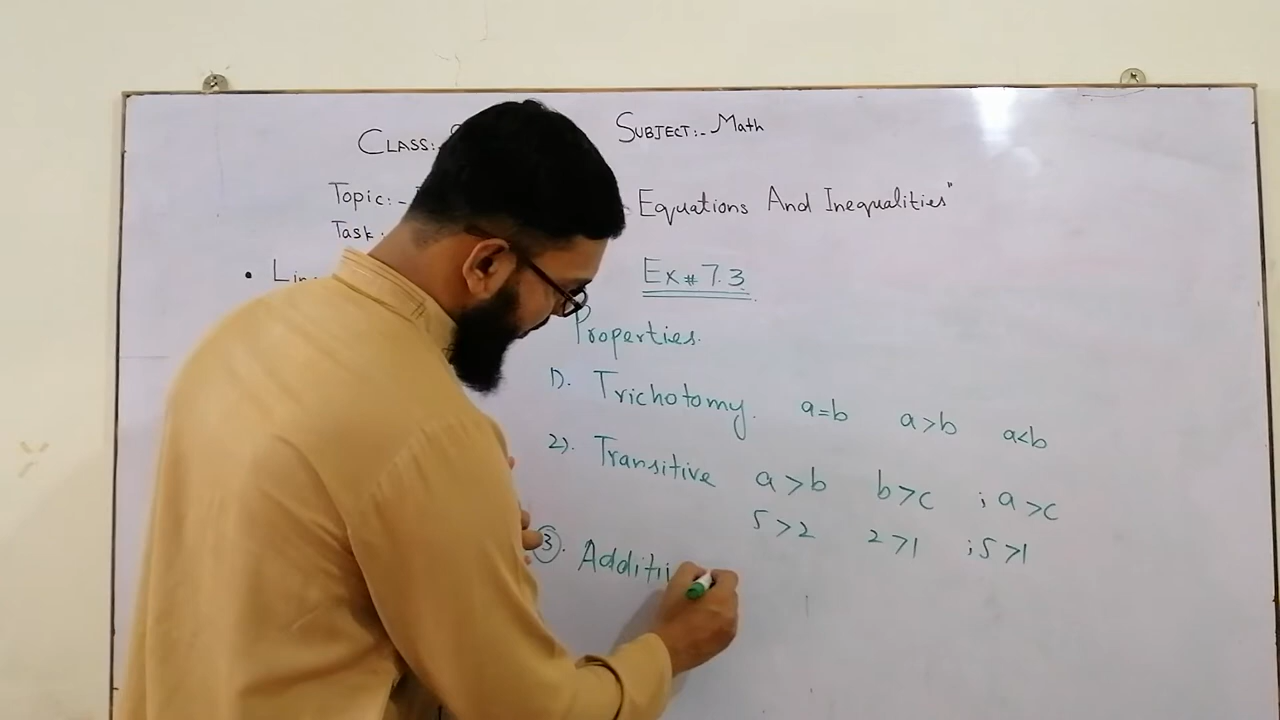 CLASS:- SUBJECT:- Math
Topic:- Equations And Inequalities"
Task:
• Lin
Ex # 7.3
Properties.
1). Trichotomy. a=b a>b a<b
2). Transitive a>b b>c ; a>c
5>2 2>1 ; 5>1
3. Additi